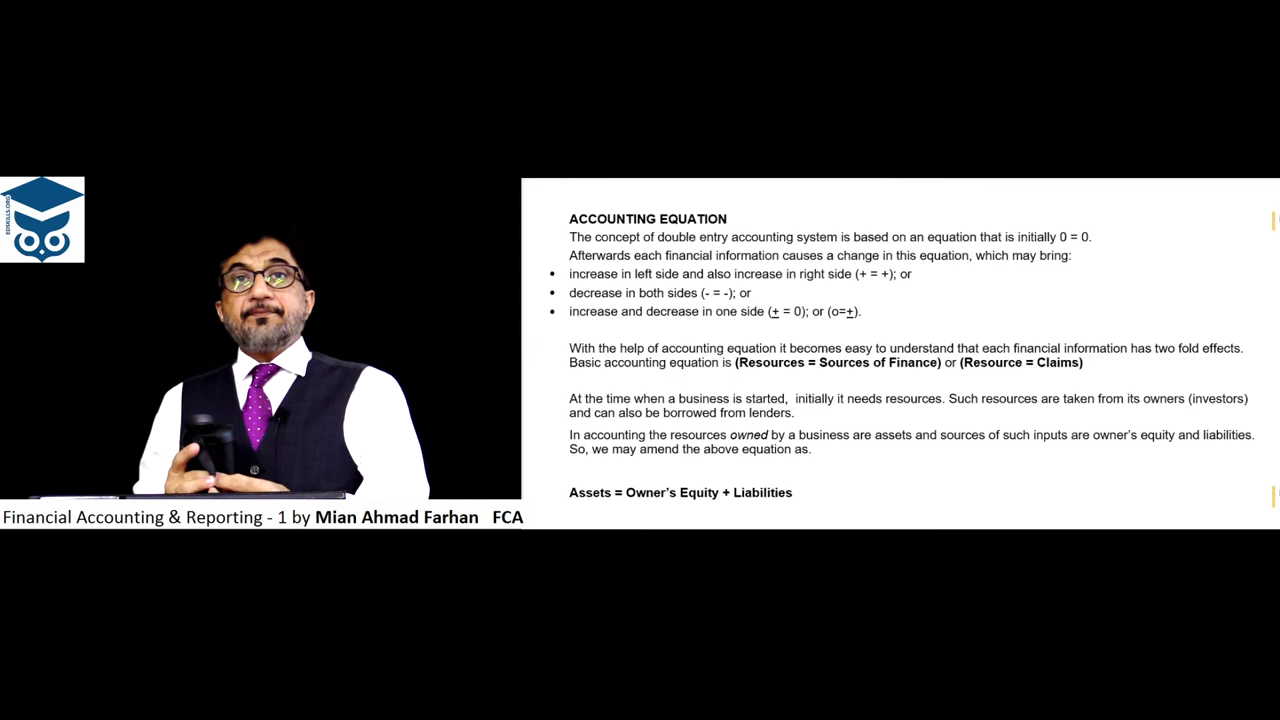 EDSKILLS.ORG
ACCOUNTING EQUATION
The concept of double entry accounting system is based on an equation that is initially 0 = 0.
Afterwards each financial information causes a change in this equation, which may bring:
• increase in left side and also increase in right side (+ = +); or
• decrease in both sides (- = -); or
• increase and decrease in one side (+ = 0); or (o=+).
With the help of accounting equation it becomes easy to understand that each financial information has two fold effects.
Basic accounting equation is (Resources = Sources of Finance) or (Resource = Claims)
At the time when a business is started, initially it needs resources. Such resources are taken from its owners (investors)
and can also be borrowed from lenders.
In accounting the resources owned by a business are assets and sources of such inputs are owner's equity and liabilities.
So, we may amend the above equation as.
Assets = Owner's Equity + Liabilities
Financial Accounting & Reporting - 1 by Mian Ahmad Farhan FCA